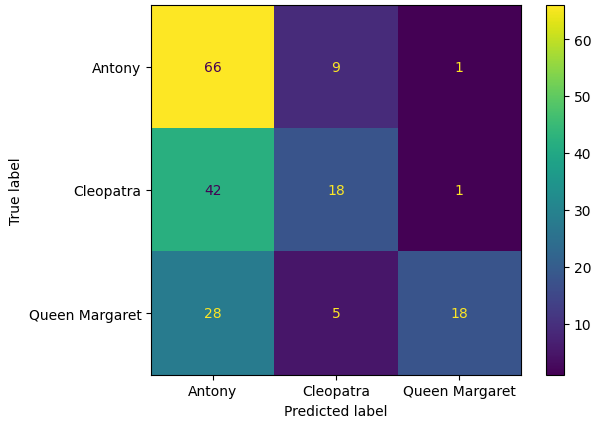 60
Antony 66 9 1
50
40
Cleopatra 42 18 1
30
20
Queen Margaret 28 5 18
10
Antony Cleopatra Queen Margaret
Predicted label
True label